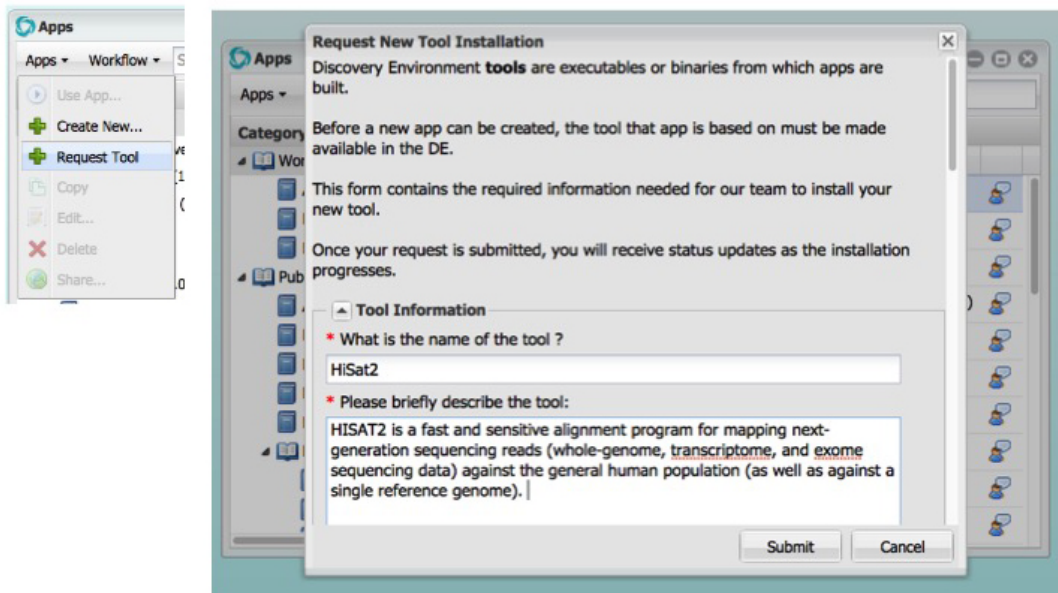 Apps
Apps Workflow S
Use App...
Create New...
Request Tool
Copy
Edit...
Delete
Share...
Apps
Apps
Category
Wor
Pub
Request New Tool Installation
Discovery Environment tools are executables or binaries from which apps are
built.
Before a new app can be created, the tool that app is based on must be made
available in the DE.
This form contains the required information needed for our team to install your
new tool.
Once your request is submitted, you will receive status updates as the installation
progresses.
Tool Information
* What is the name of the tool ?
HiSat2
* Please briefly describe the tool:
HISAT2 is a fast and sensitive alignment program for mapping next-
generation sequencing reads (whole-genome, transcriptome, and exome
sequencing data) against the general human population (as well as against a
single reference genome).
Submit Cancel